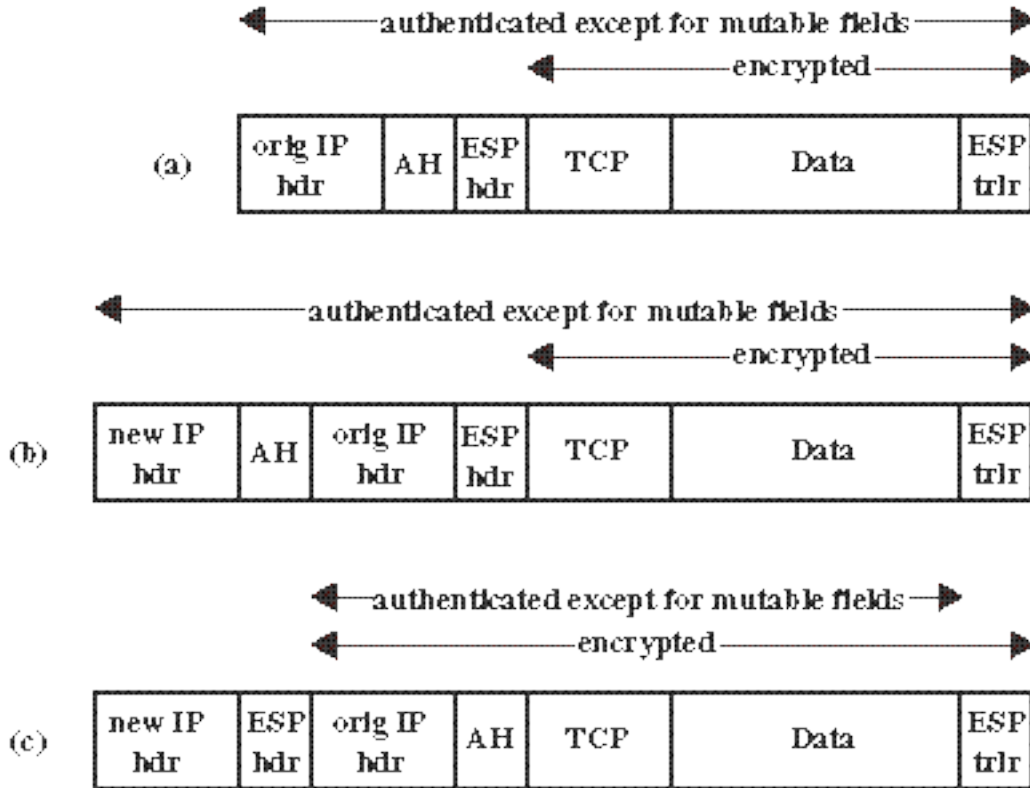 authenticated except for mutable fields
encrypted
(a)
orig IP hdr
AH
ESP hdr
TCP
Data
ESP trlr
authenticated except for mutable fields
encrypted
(b)
new IP hdr
AH
orig IP hdr
ESP hdr
TCP
Data
ESP trlr
authenticated except for mutable fields
encrypted
(c)
new IP hdr
ESP hdr
orig IP hdr
AH
TCP
Data
ESP trlr